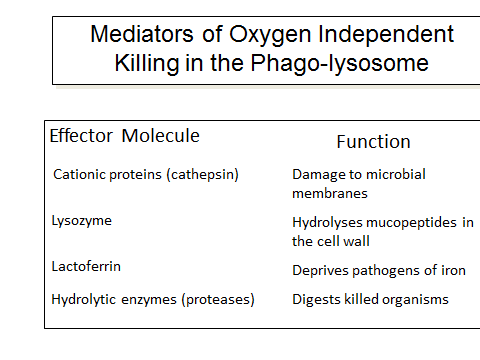 Mediators of Oxygen Independent
Killing in the Phago-lysosome
Effector Molecule
Function
Cationic proteins (cathepsin)
Damage to microbial
membranes
Lysozyme
Hydrolyses mucopeptides in
the cell wall
Lactoferrin
Deprives pathogens of iron
Hydrolytic enzymes (proteases)
Digests killed organisms